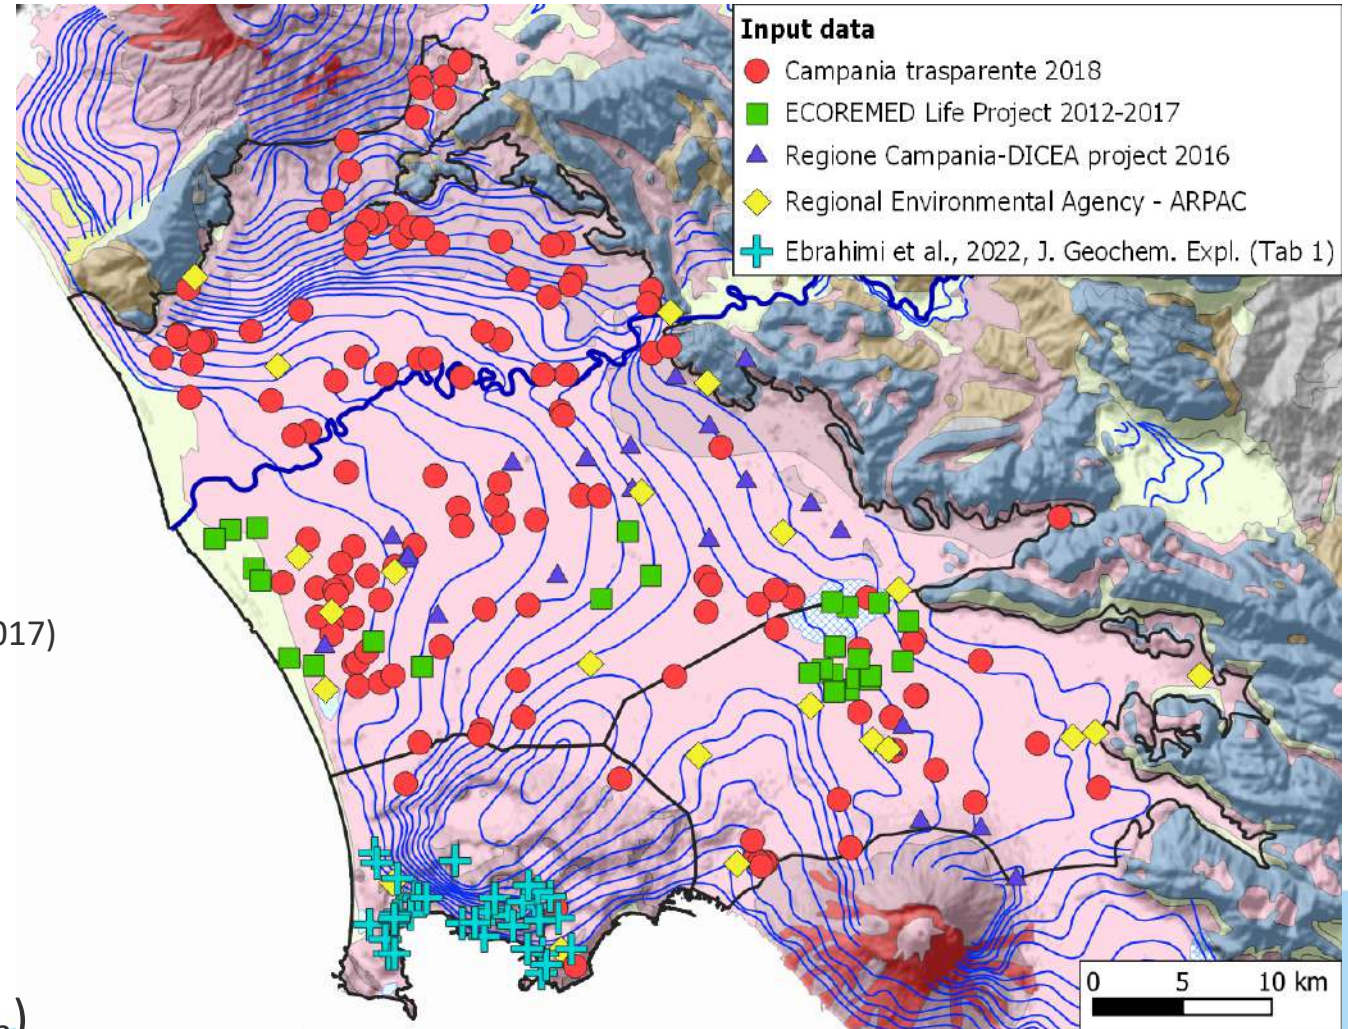 Input data
Campania trasparente 2018
ECOREMED Life Project 2012-2017
Regione Campania-DICEA project 2016
Regional Environmental Agency - ARPAC
Ebrahimi et al., 2022, J. Geochem. Expl. (Tab 1)
017)
0 5 10 km